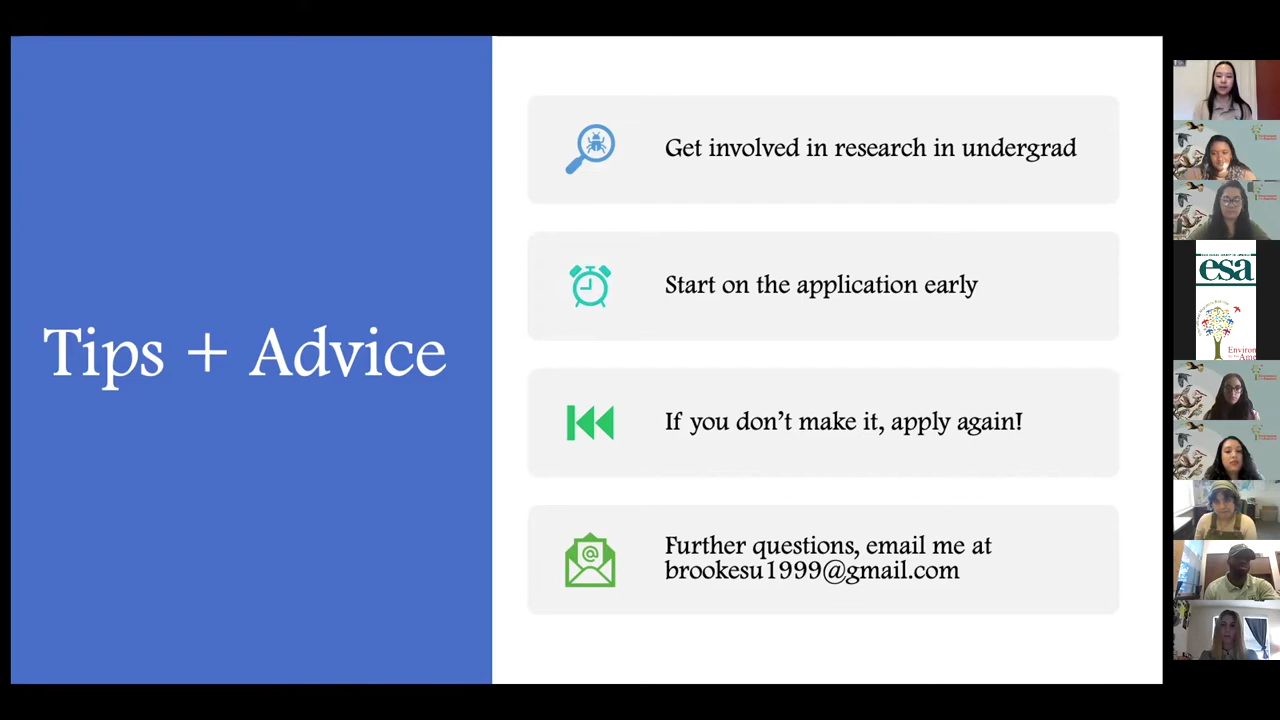 Tips + Advice
Get involved in research in undergrad
Start on the application early
If you don't make it, apply again!
Further questions, email me at
brookesu1999@gmail.com
@
esa
Environ